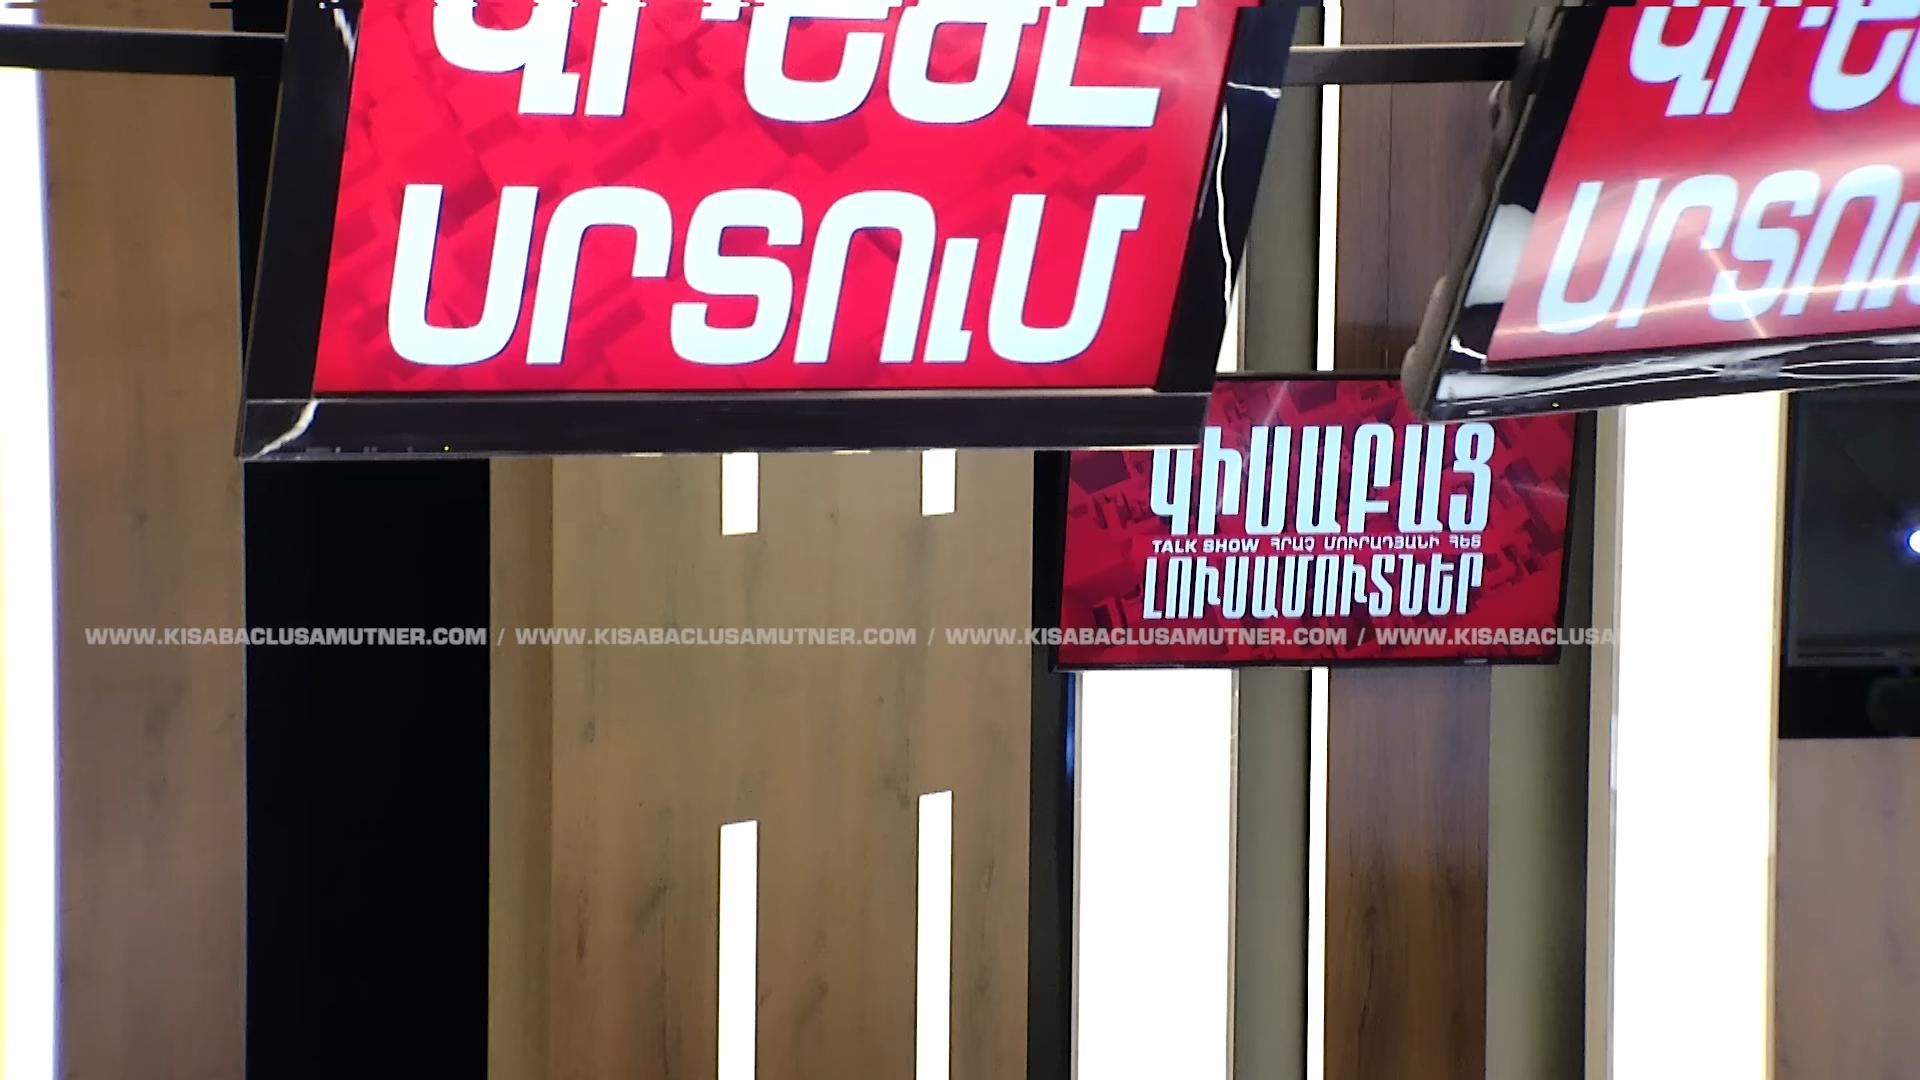 ՎՐԵԺԸ
ՍՐՏՈւՄ
ՍՐՏՈւ
ԿԻՍԱԲԱՑ
TALK SHOW ՀՐԱՉ ՄՈՒՐԱԴՅԱՆԻ ՀԵՏ
ԼՈՒՍԱՄՈՒՏՆԵՐ
WWW.KISABACLUSAMUTNER.COM / WWW.KISABACLUSAMUTNER.COM / WWW.KISABACLUSAMUTNER.COM / WWW.KISABACLUSA